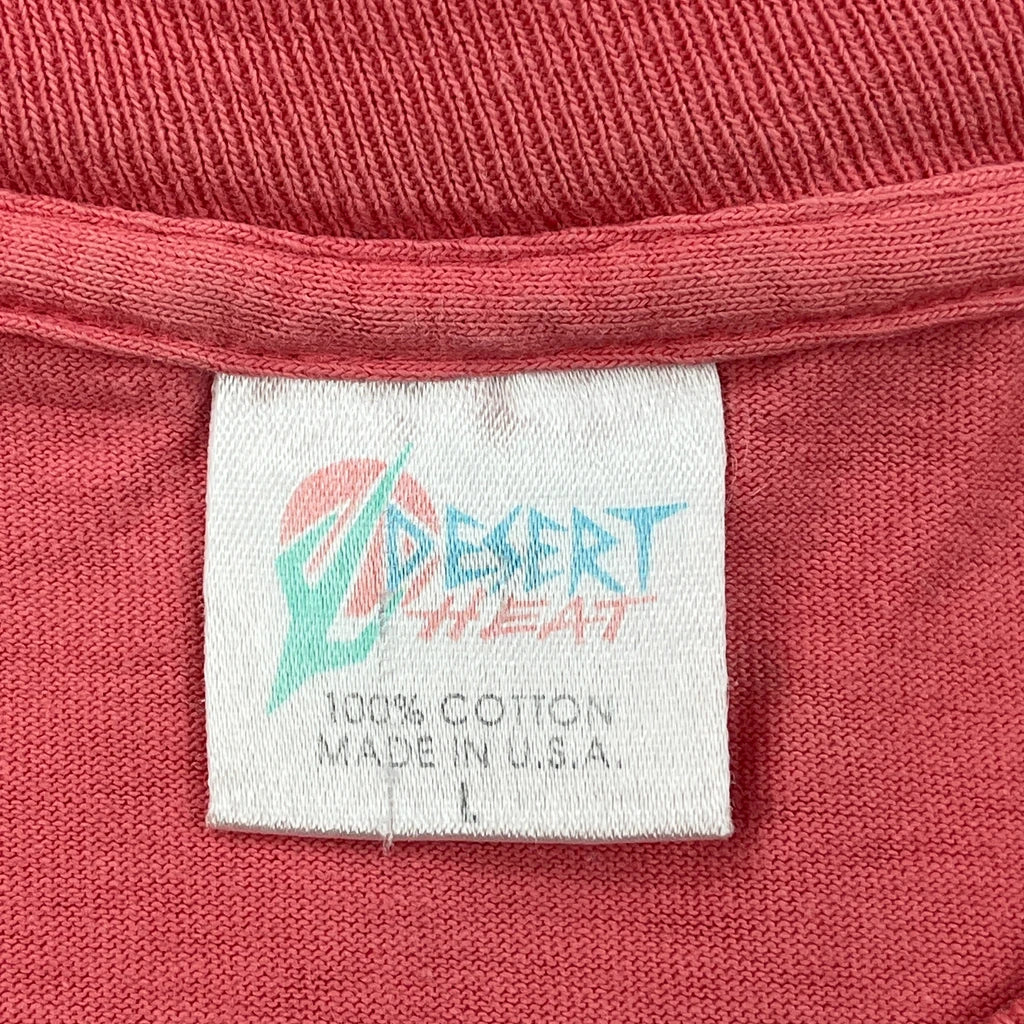 DESERT
HEAT
100% COTTON
MADE IN U.S.A.
L